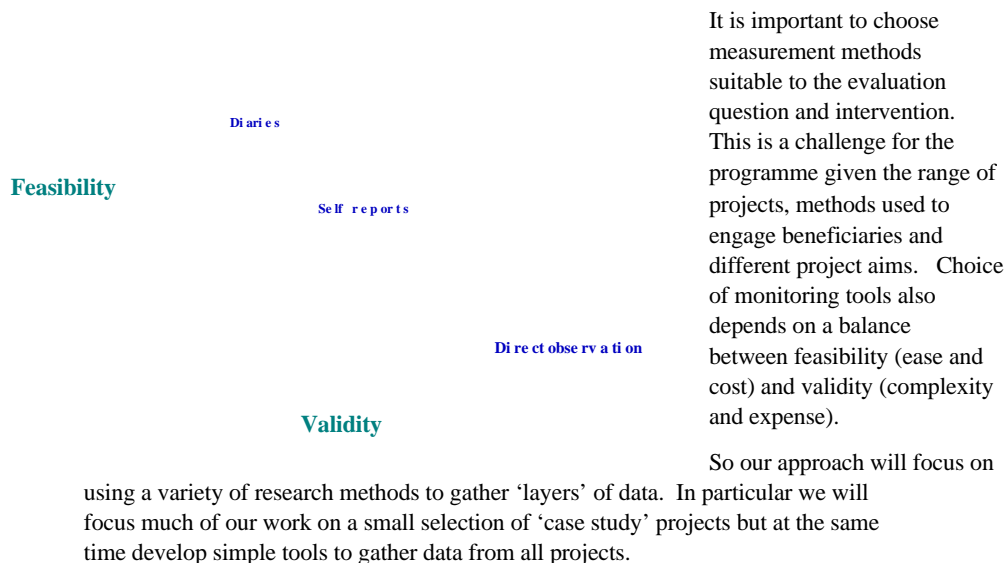 Diaries
Feasibility
Self reports
Direct observation
Validity
It is important to choose
measurement methods
suitable to the evaluation
question and intervention.
This is a challenge for the
programme given the range of
projects, methods used to
engage beneficiaries and
different project aims. Choice
of monitoring tools also
depends on a balance
between feasibility (ease and
cost) and validity (complexity
and expense).
So our approach will focus on
using a variety of research methods to gather ‘layers’ of data. In particular we will
focus much of our work on a small selection of ‘case study’ projects but at the same
time develop simple tools to gather data from all projects.